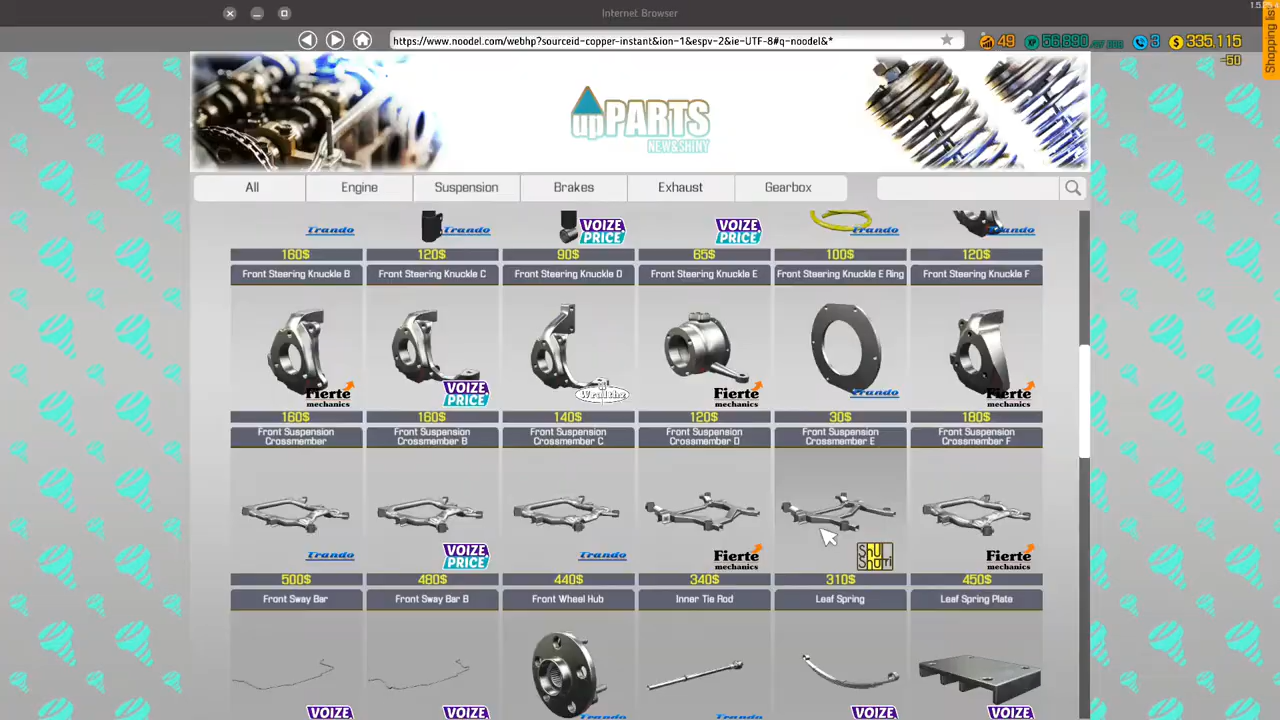 Internet Browser
https://www.noodel.com/webhp?sourceid-copper-instant&ion-1&espv-2&ie-UTF-8#q-noodel&*
49
56,890
3
335,115
-50
Shopping list
upPARTS
NEW&SHINY
All
Engine
Suspension
Brakes
Exhaust
Gearbox
Trando
Trando
VOIZE PRICE
VOIZE PRICE
Trando
Trando
160$
120$
90$
65$
100$
120$
Front Steering Knuckle B
Front Steering Knuckle C
Front Steering Knuckle D
Front Steering Knuckle E
Front Steering Knuckle E Ring
Front Steering Knuckle F
Fierte mechanics
VOIZE PRICE
Fierte mechanics
Trando
Fierte mechanics
160$
160$
140$
120$
30$
180$
Front Suspension Crossmember
Front Suspension Crossmember B
Front Suspension Crossmember C
Front Suspension Crossmember D
Front Suspension Crossmember E
Front Suspension Crossmember F
Trando
VOIZE PRICE
Trando
Fierte mechanics
Shu Shumi
Fierte mechanics
500$
480$
440$
340$
310$
450$
Front Sway Bar
Front Sway Bar B
Front Wheel Hub
Inner Tie Rod
Leaf Spring
Leaf Spring Plate
VOIZE
VOIZE
Trando
Trando
VOIZE
VOIZE